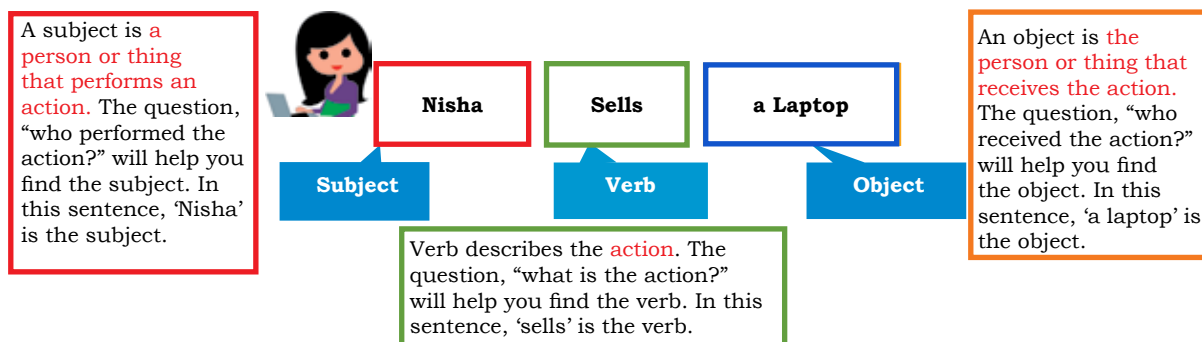 A subject is a
person or thing
that performs an
action. The question,
“who performed the
action?” will help you
find the subject. In
this sentence, ‘Nisha’
is the subject.
Nisha
Sells
a Laptop
Subject
Verb
Object
Verb describes the action. The
question, “what is the action?”
will help you find the verb. In this
sentence, ‘sells’ is the verb.
An object is the
person or thing that
receives the action.
The question, “who
received the action?”
will help you find
the object. In this
sentence, ‘a laptop’ is
the object.